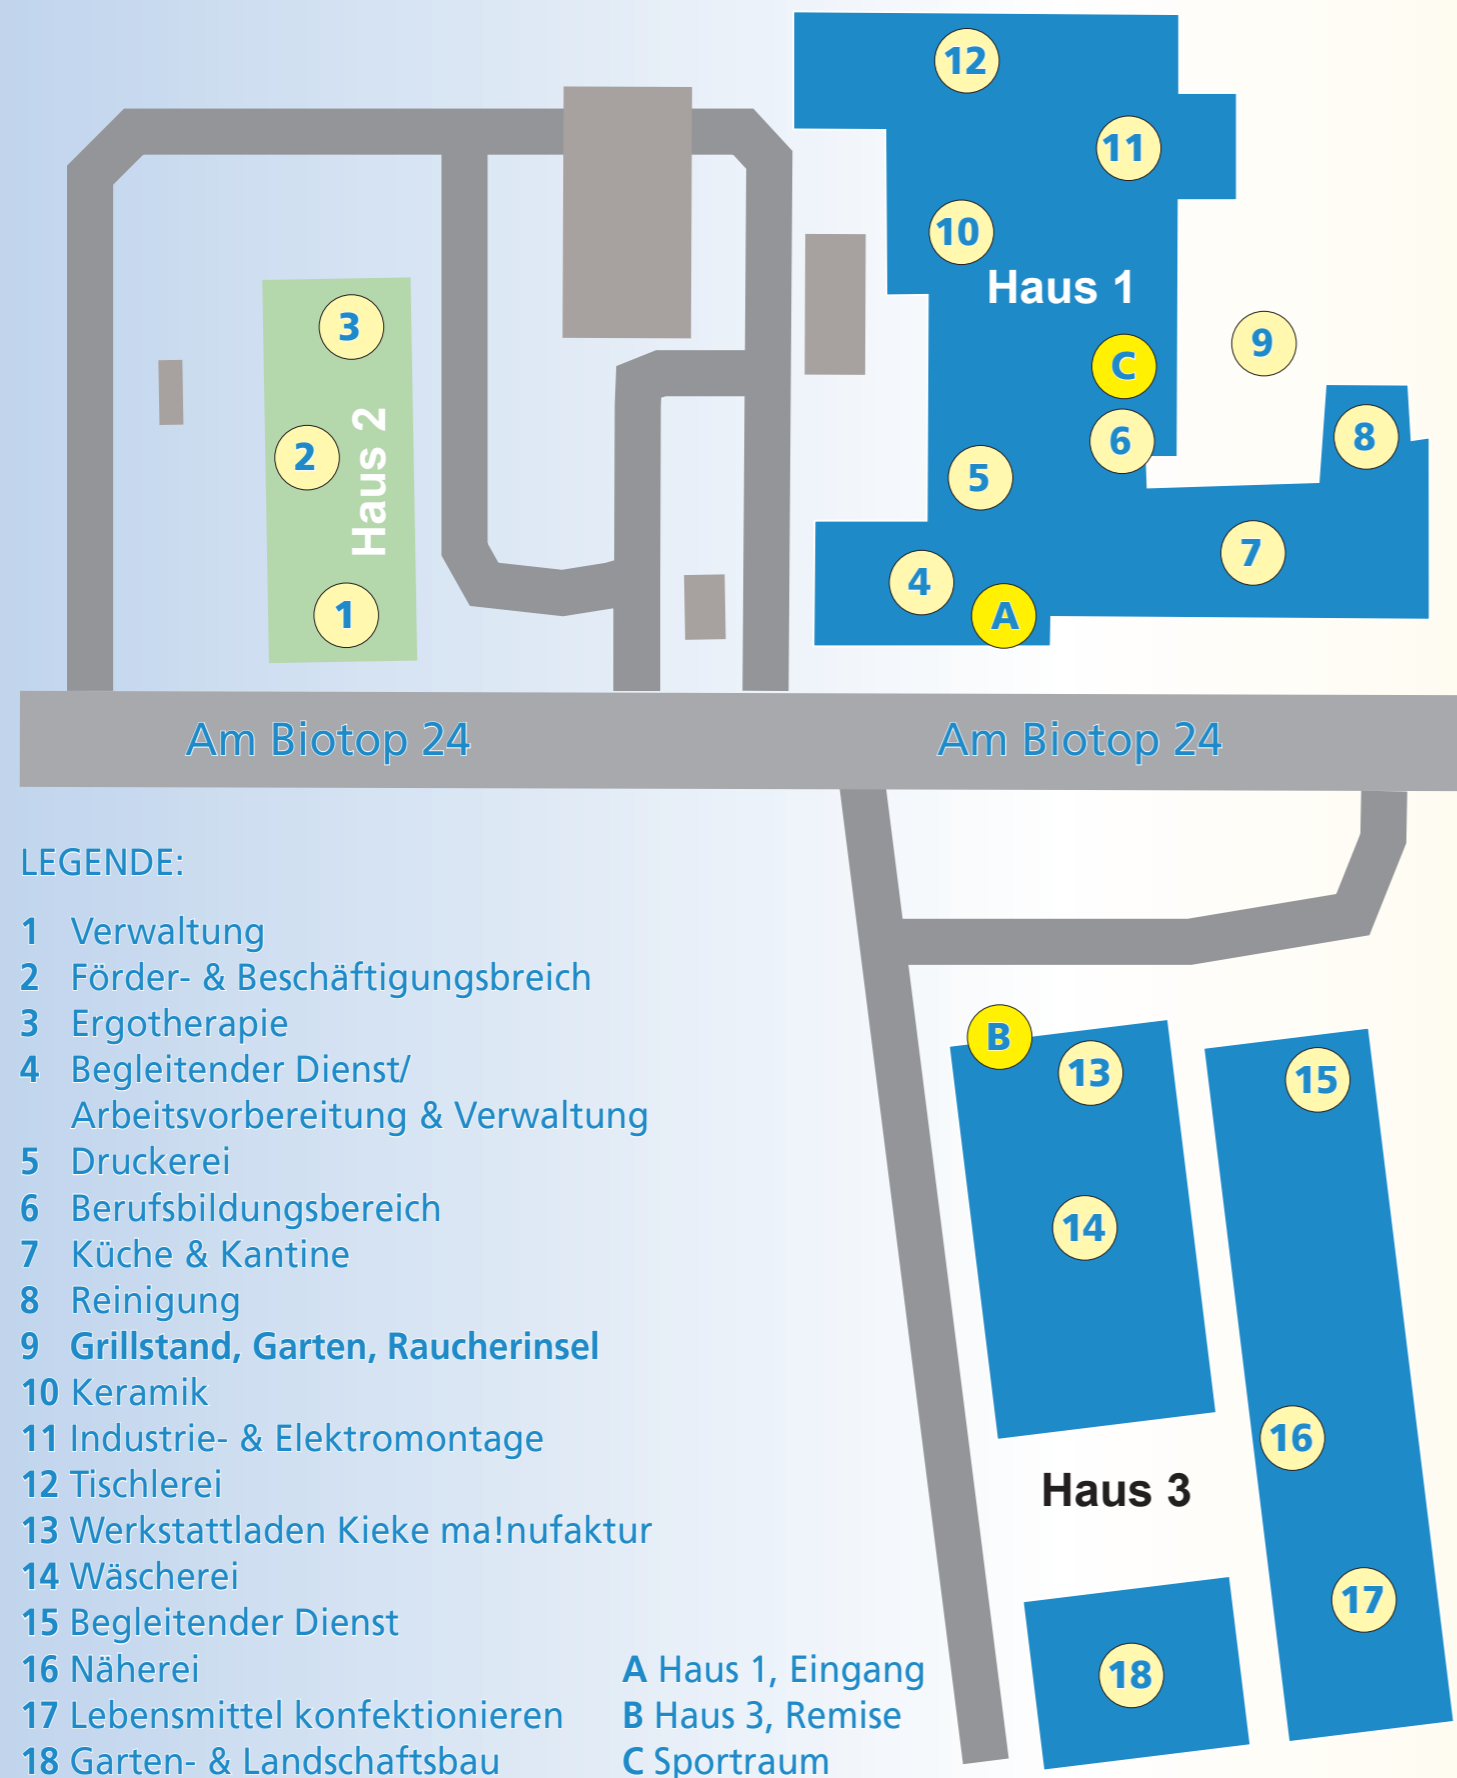 12
11
10
Haus 1
3
9
C
2
Haus 2
6
8
5
7
4
1
A
Am Biotop 24
Am Biotop 24
B
13
15
14
16
Haus 3
17
18
LEGENDE:
1 Verwaltung
2 Förder- & Beschäftigungsbreich
3 Ergotherapie
4 Begleitender Dienst/
Arbeitsvorbereitung & Verwaltung
5 Druckerei
6 Berufsbildungsbereich
7 Küche & Kantine
8 Reinigung
9 Grillstand, Garten, Raucherinsel
10 Keramik
11 Industrie- & Elektromontage
12 Tischlerei
13 Werkstattladen Kieke ma!nufaktur
14 Wäscherei
15 Begleitender Dienst
16 Näherei
17 Lebensmittel konfektionieren
18 Garten- & Landschaftsbau
A Haus 1, Eingang
B Haus 3, Remise
C Sportraum